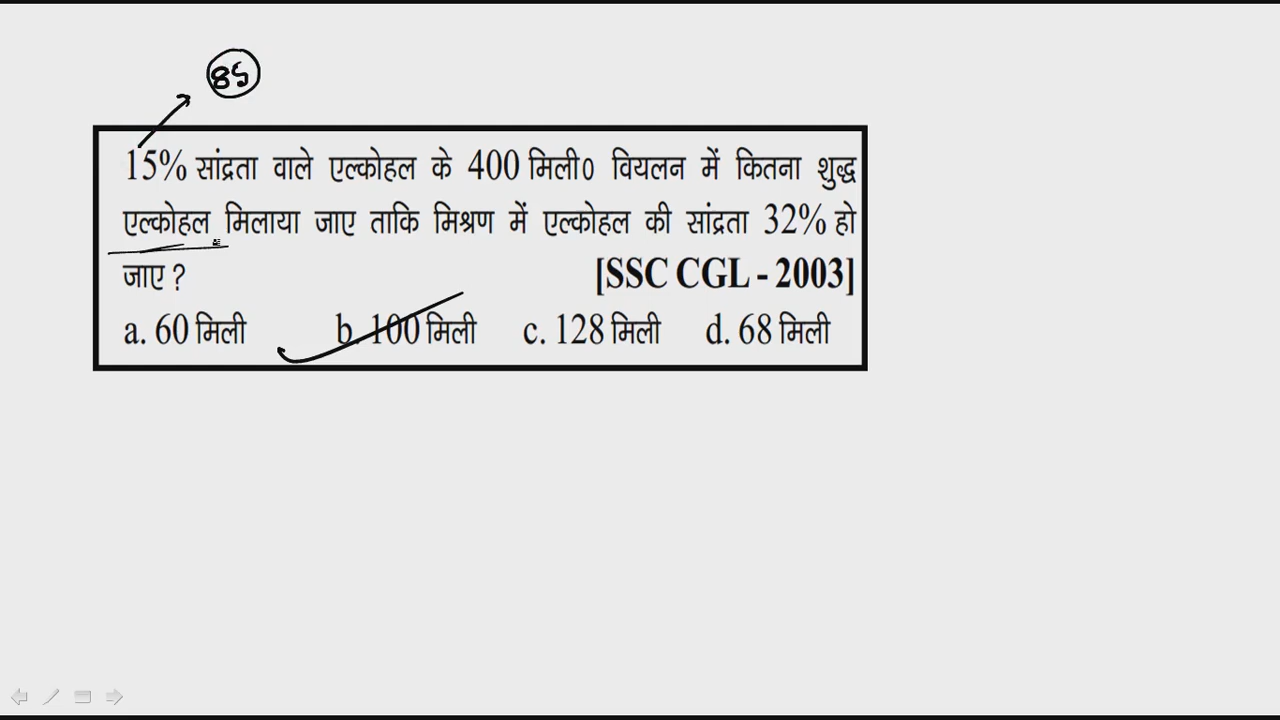 85
15% सांद्रता वाले एल्कोहल के 400 मिली0 वियलन में कितना शुद्ध
एल्कोहल मिलाया जाए ताकि मिश्रण में एल्कोहल की सांद्रता 32% हो
जाए ? [SSC CGL - 2003]
a. 60 मिली b. 100 मिली c. 128 मिली d. 68 मिली